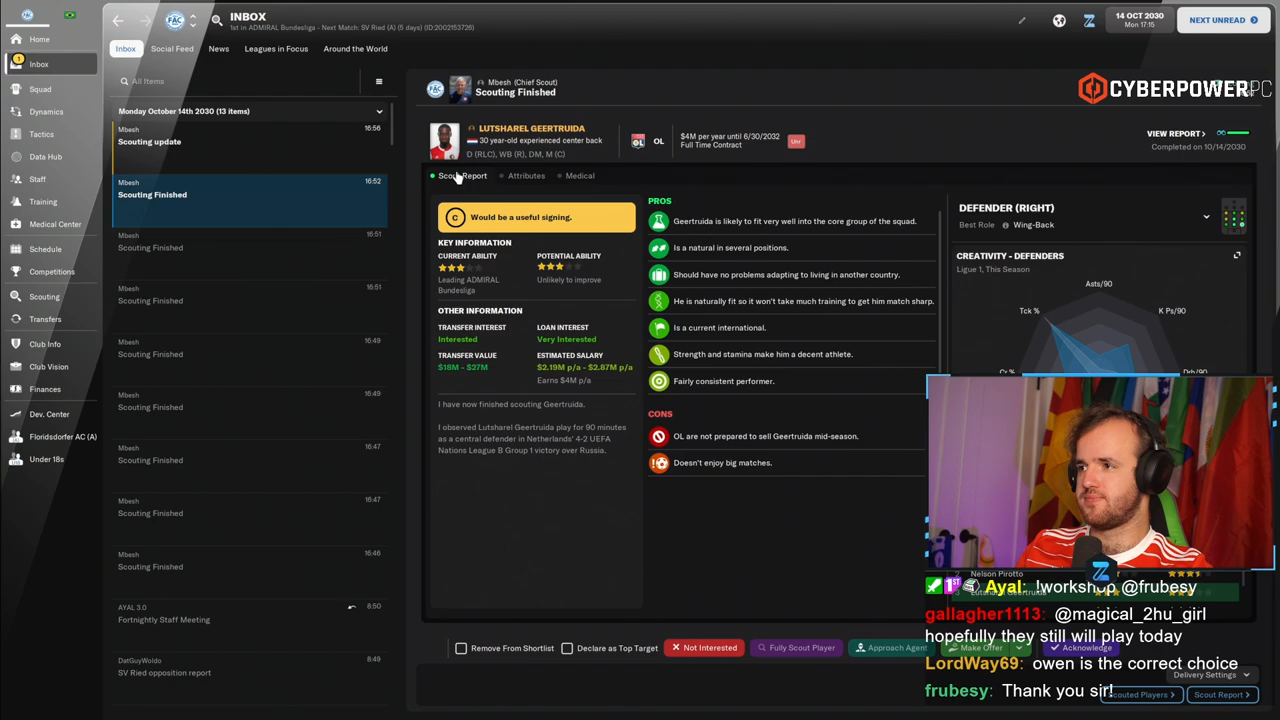 INBOX
1st in ADMIRAL Bundesliga - Next Match: SV Ried (A) (5 days) (ID:2002153726)
14 OCT 2030
Mon 17:15
NEXT UNREAD
Home
1
Inbox
Squad
Dynamics
Tactics
Data Hub
Staff
Training
Medical Center
Schedule
Competitions
Scouting
Transfers
Club Info
Club Vision
Finances
Dev. Center
Floridsdorfer AC (A)
Under 18s
Inbox
Social Feed
News
Leagues in Focus
Around the World
All Items
Monday October 14th 2030 (13 items)
Mbesh
16:56
Scouting update
Mbesh
16:52
Scouting Finished
Mbesh
16:51
Scouting Finished
Mbesh
16:51
Scouting Finished
Mbesh
16:49
Scouting Finished
Mbesh
16:49
Scouting Finished
Mbesh
16:47
Scouting Finished
Mbesh
16:47
Scouting Finished
Mbesh
16:46
Scouting Finished
AYAL 3.0
8:50
Fortnightly Staff Meeting
DatGuyWoldo
8:49
SV Ried opposition report
Mbesh (Chief Scout)
Scouting Finished
CYBERPOWERPC
LUTSHAREL GEERTRUIDA
30 year-old experienced center back
D (RLC), WB (R), DM, M (C)
OL
$4M per year until 6/30/2032
Full Time Contract
Unr
VIEW REPORT>
Completed on 10/14/2030
Scout Report
Attributes
Medical
C
Would be a useful signing.
KEY INFORMATION
CURRENT ABILITY
Leading ADMIRAL
Bundesliga
POTENTIAL ABILITY
Unlikely to improve
OTHER INFORMATION
TRANSFER INTEREST
Interested
LOAN INTEREST
Very Interested
TRANSFER VALUE
$18M - $27M
ESTIMATED SALARY
$2.19M p/a - $2.87M p/a
Earns $4M p/a
I have now finished scouting Geertruida.
I observed Lutsharel Geertruida play for 90 minutes
as a central defender in Netherlands' 4-2 UEFA
Nations League B Group 1 victory over Russia.
PROS
Geertruida is likely to fit very well into the core group of the squad.
Is a natural in several positions.
Should have no problems adapting to living in another country.
He is naturally fit so it won't take much training to get him match sharp.
Is a current international.
Strength and stamina make him a decent athlete.
Fairly consistent performer.
CONS
OL are not prepared to sell Geertruida mid-season.
Doesn't enjoy big matches.
DEFENDER (RIGHT)
Best Role
Wing-Back
CREATIVITY - DEFENDERS
Ligue 1, This Season
Asts/90
Tck %
K Ps/90
Cr %
Drb/90
2
Nelson Pirotto
3
Lutsharel Geertruida
Remove From Shortlist
Declare as Top Target
Not Interested
Fully Scout Player
Approach Agent
Make Offer
Acknowledge
Delivery Settings
Scouted Players >
Scout Report >
1st
Ayal: !workshop @frubesy
gallagher1113: @magical_2hu_girl
hopefully they still will play today
LordWay69: owen is the correct choice
frubesy: Thank you sir!